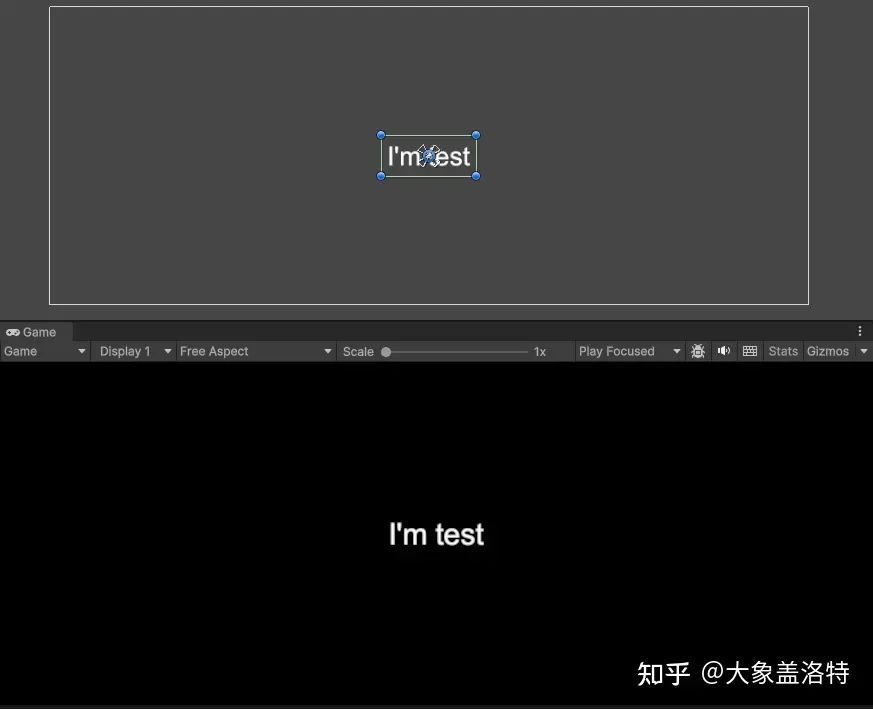 I'm test
Game
Game Display 1 Free Aspect Scale 1x Play Focused Stats Gizmos
I'm test
知乎 @大象盖洛特